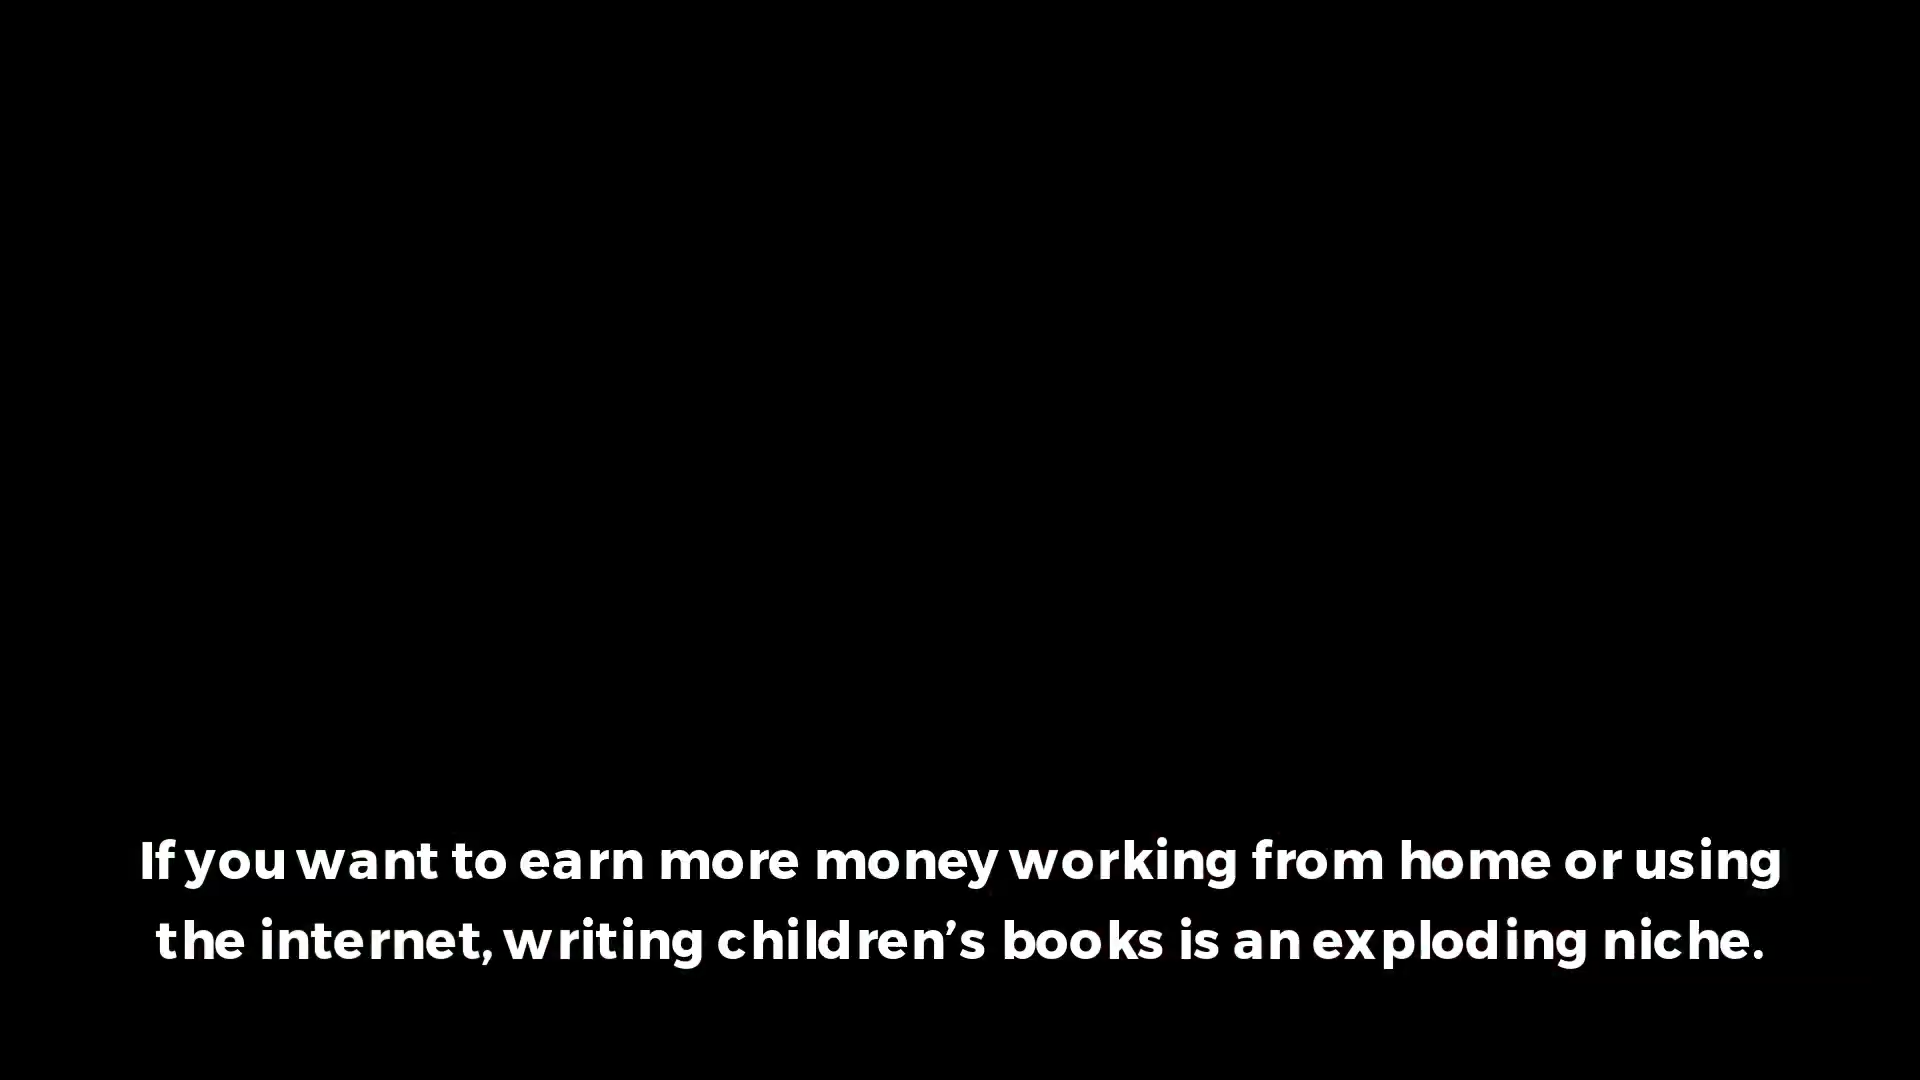 If you want to earn more money working from home or using
the internet, writing children’s books is an exploding niche.